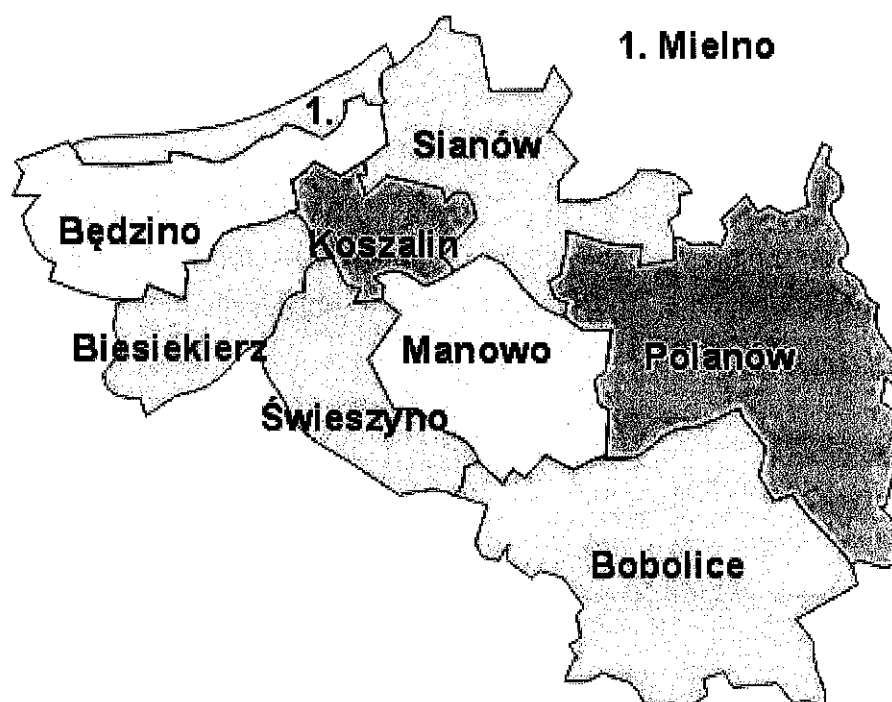 1. Mielno
1.
Sianów
Będzino
Koszalin
Biesiekierz
Manowo
Polanów
Świeszyno
Bobolice